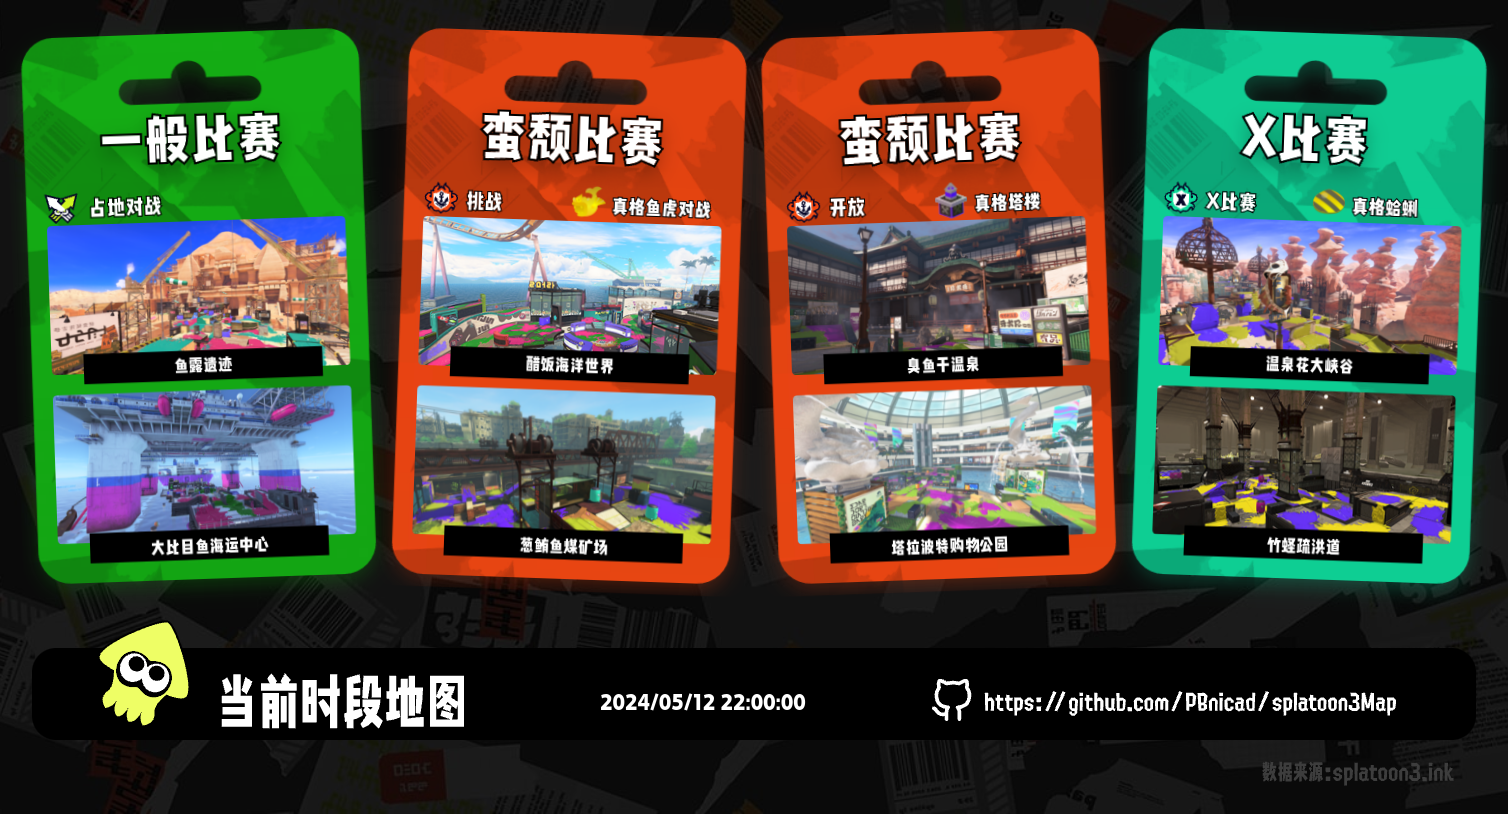 一般比赛
占地对战
鱼露遗迹
大比目鱼海运中心
蛮颓比赛
挑战
真格鱼虎对战
醋饭海洋世界
葱鲔鱼煤矿场
蛮颓比赛
开放
真格塔楼
臭鱼干温泉
塔拉波特购物公园
X比赛
X比赛
真格蛤蜊
温泉花大峡谷
竹蛏疏洪道
当前时段地图
2024/05/12 22:00:00
https://github.com/PBnicad/splatoon3Map
数据来源:splatoon3.ink